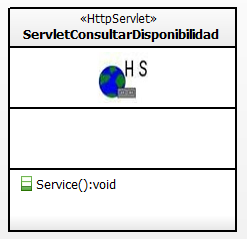 «HttpServlet»
ServletConsultarDisponibilidad
H S
Service():void